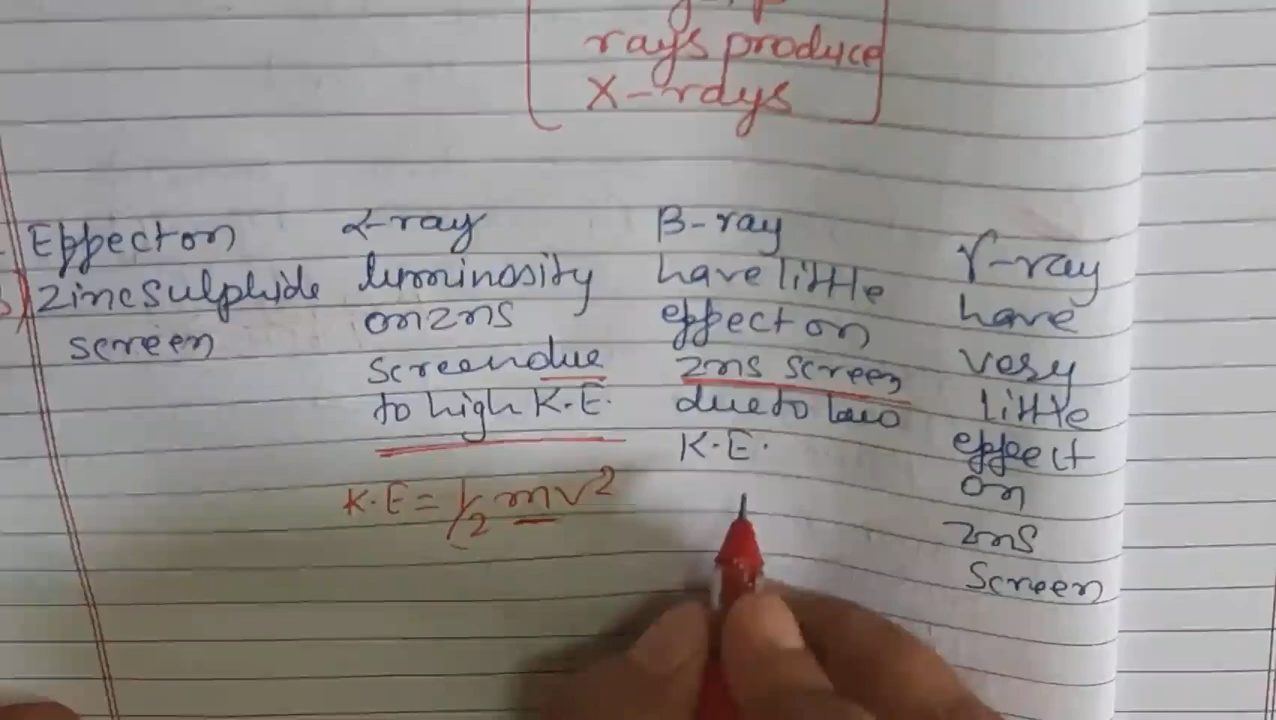 rays produce
X-rays
Effect on
Zinc sulphide
screen
α-ray
luminosity
on zns
screen due
to high K.E.
K.E = 1/2 mv²
β-ray
have little
effect on
zns screen
due to low
K.E.
γ-ray
have
very
little
effect
on
zns
screen